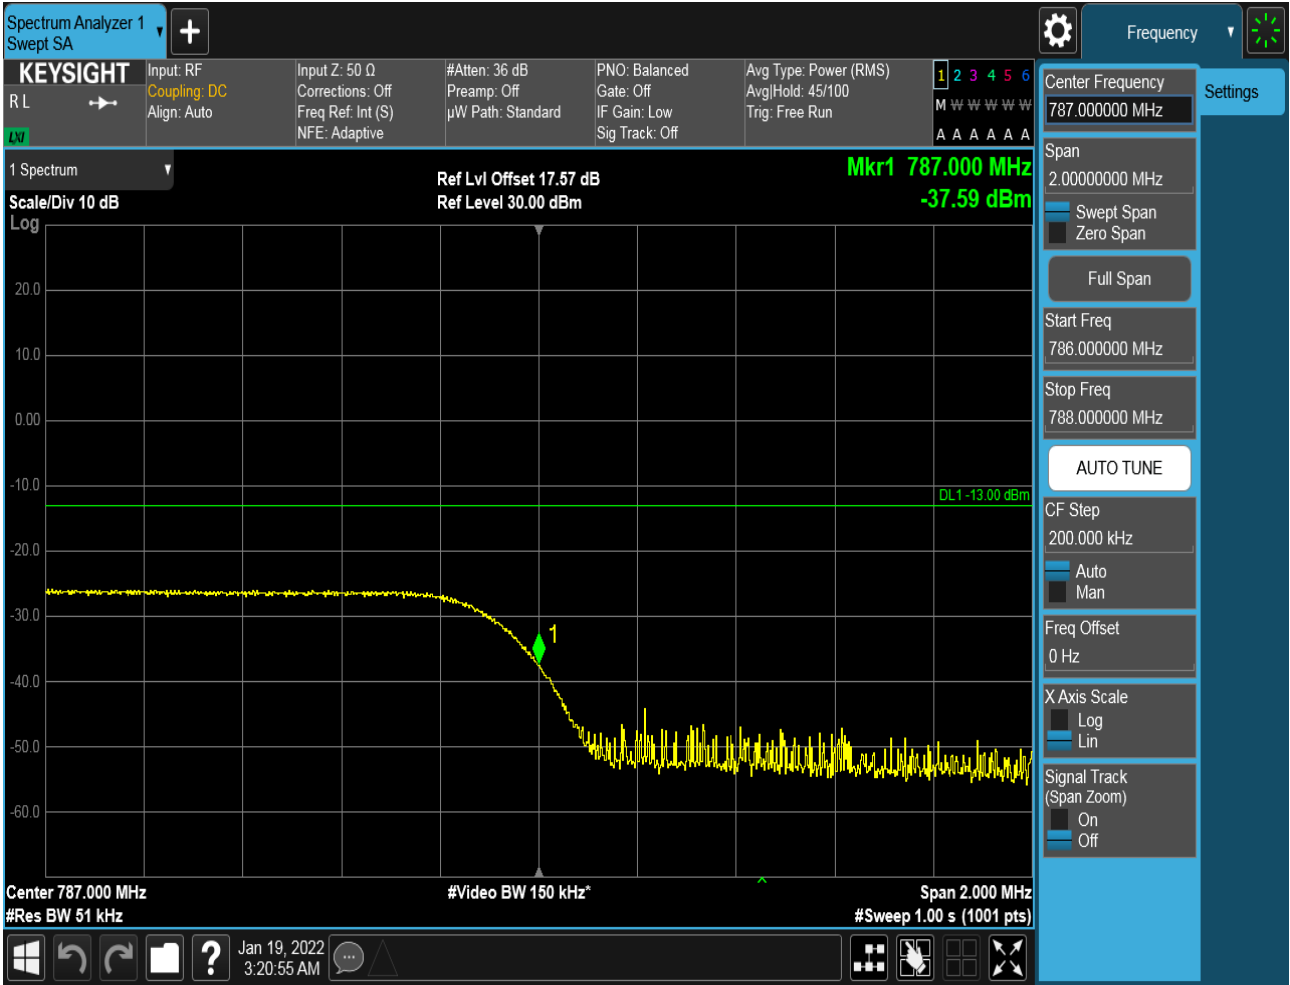 Spectrum Analyzer 1
Swept SA
Frequency
KEYSIGHT
R L
LXI
Input: RF
Coupling: DC
Align: Auto
Input Z: 50 Ω
Corrections: Off
Freq Ref: Int (S)
NFE: Adaptive
#Atten: 36 dB
Preamp: Off
µW Path: Standard
PNO: Balanced
Gate: Off
IF Gain: Low
Sig Track: Off
Avg Type: Power (RMS)
Avg|Hold: 45/100
Trig: Free Run
1 2 3 4 5 6
M W W W W W
A A A A A A
1 Spectrum
Scale/Div 10 dB
Log
Ref Lvl Offset 17.57 dB
Ref Level 30.00 dBm
Mkr1 787.000 MHz
-37.59 dBm
20.0
10.0
0.00
-10.0
DL1 -13.00 dBm
-20.0
-30.0
1
-40.0
-50.0
-60.0
Center 787.000 MHz
#Video BW 150 kHz*
Span 2.000 MHz
#Res BW 51 kHz
#Sweep 1.00 s (1001 pts)
Center Frequency
787.000000 MHz
Settings
Span
2.00000000 MHz
Swept Span
Zero Span
Full Span
Start Freq
786.000000 MHz
Stop Freq
788.000000 MHz
AUTO TUNE
CF Step
200.000 kHz
Auto
Man
Freq Offset
0 Hz
X Axis Scale
Log
Lin
Signal Track
(Span Zoom)
On
Off
?
Jan 19, 2022
3:20:55 AM